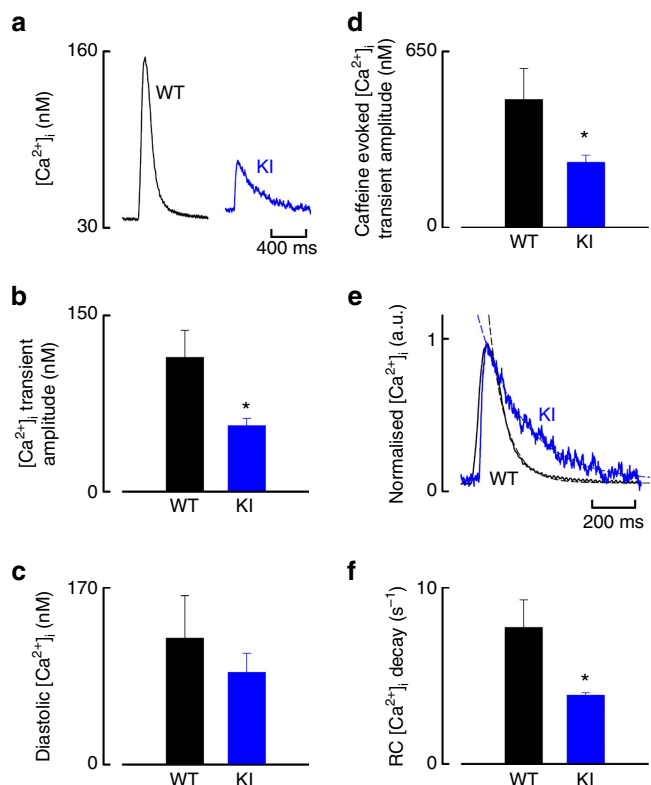 a
160
[Ca²⁺]ᵢ (nM)
30
WT
KI
400 ms
b
150
[Ca²⁺]ᵢ transient
amplitude (nM)
0
*
WT
KI
c
170
Diastolic [Ca²⁺]ᵢ (nM)
0
WT
KI
d
650
Caffeine evoked [Ca²⁺]ᵢ
transient amplitude (nM)
0
*
WT
KI
e
1
Normalised [Ca²⁺]ᵢ (a.u.)
0
KI
WT
200 ms
f
10
RC [Ca²⁺]ᵢ decay (s⁻¹)
0
*
WT
KI